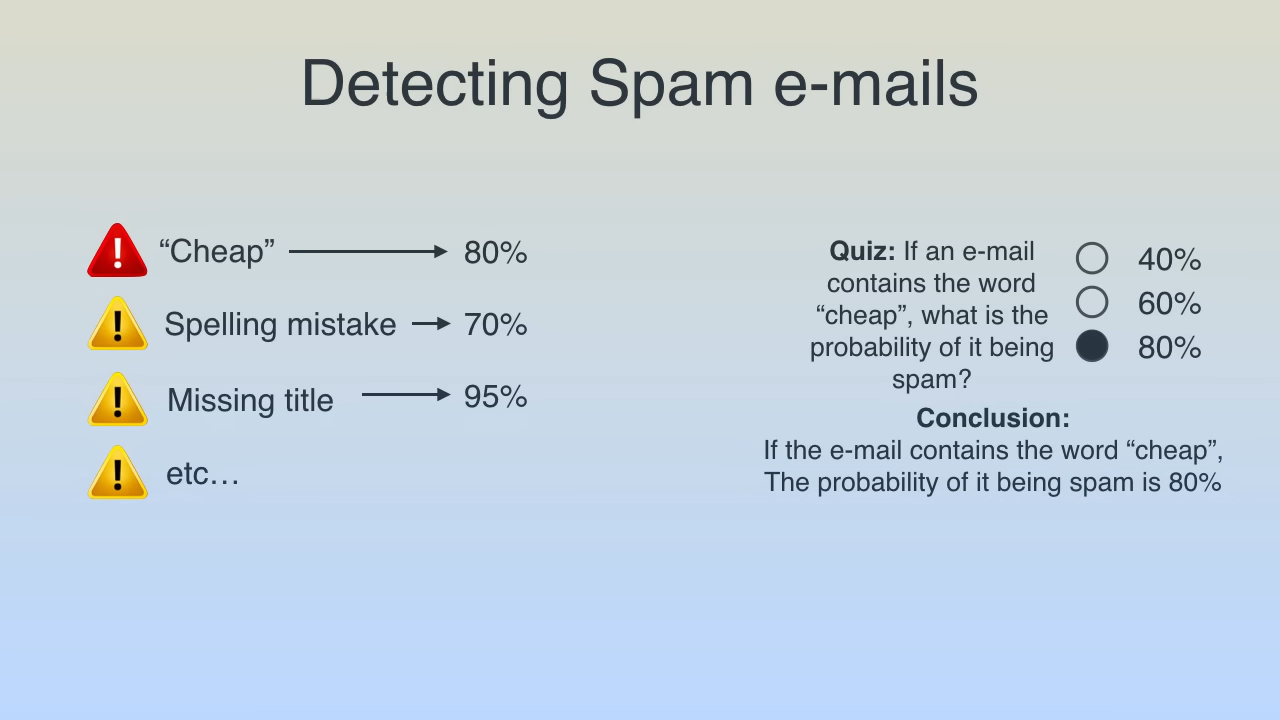 Detecting Spam e-mails
“Cheap” 80%
Spelling mistake 70%
Missing title 95%
etc…
Quiz: If an e-mail
contains the word
“cheap”, what is the
probability of it being
spam?
40%
60%
80%
Conclusion:
If the e-mail contains the word “cheap”,
The probability of it being spam is 80%